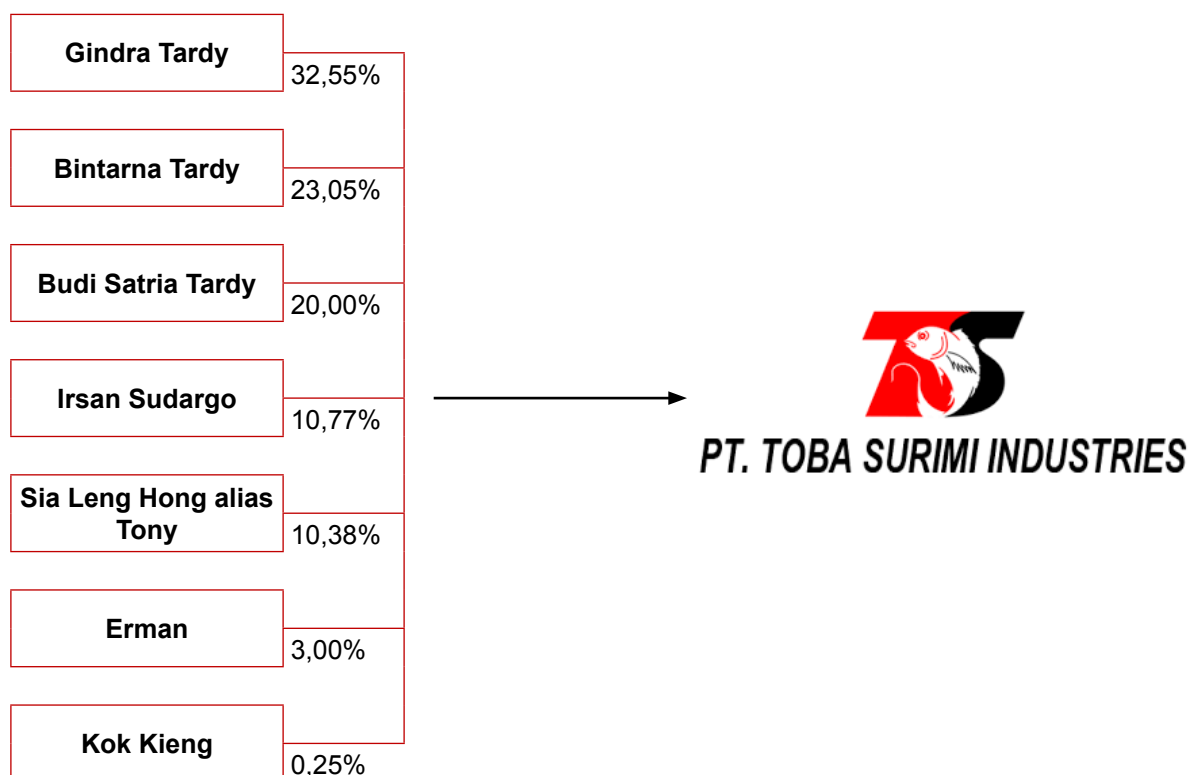 Gindra Tardy
32,55%
Bintarna Tardy
23,05%
Budi Satria Tardy
20,00%
Irsan Sudargo
10,77%
Sia Leng Hong alias
Tony
10,38%
Erman
3,00%
Kok Kieng
0,25%
TS
PT. TOBA SURIMI INDUSTRIES